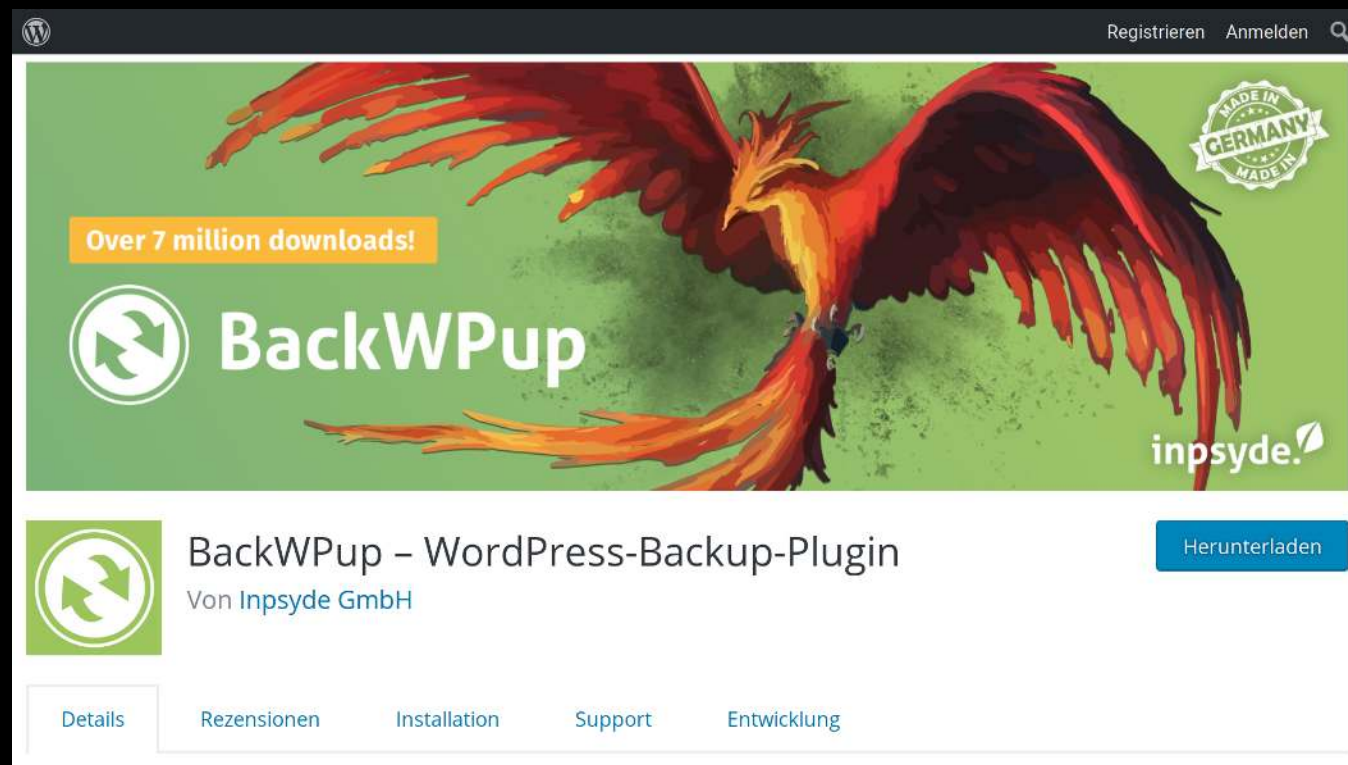 Registrieren Anmelden
MADE IN
GERMANY
MADE IN
Over 7 million downloads!
BackWPup
inpsyde.
BackWPup – WordPress-Backup-Plugin
Herunterladen
Von Inpsyde GmbH
Details Rezensionen Installation Support Entwicklung